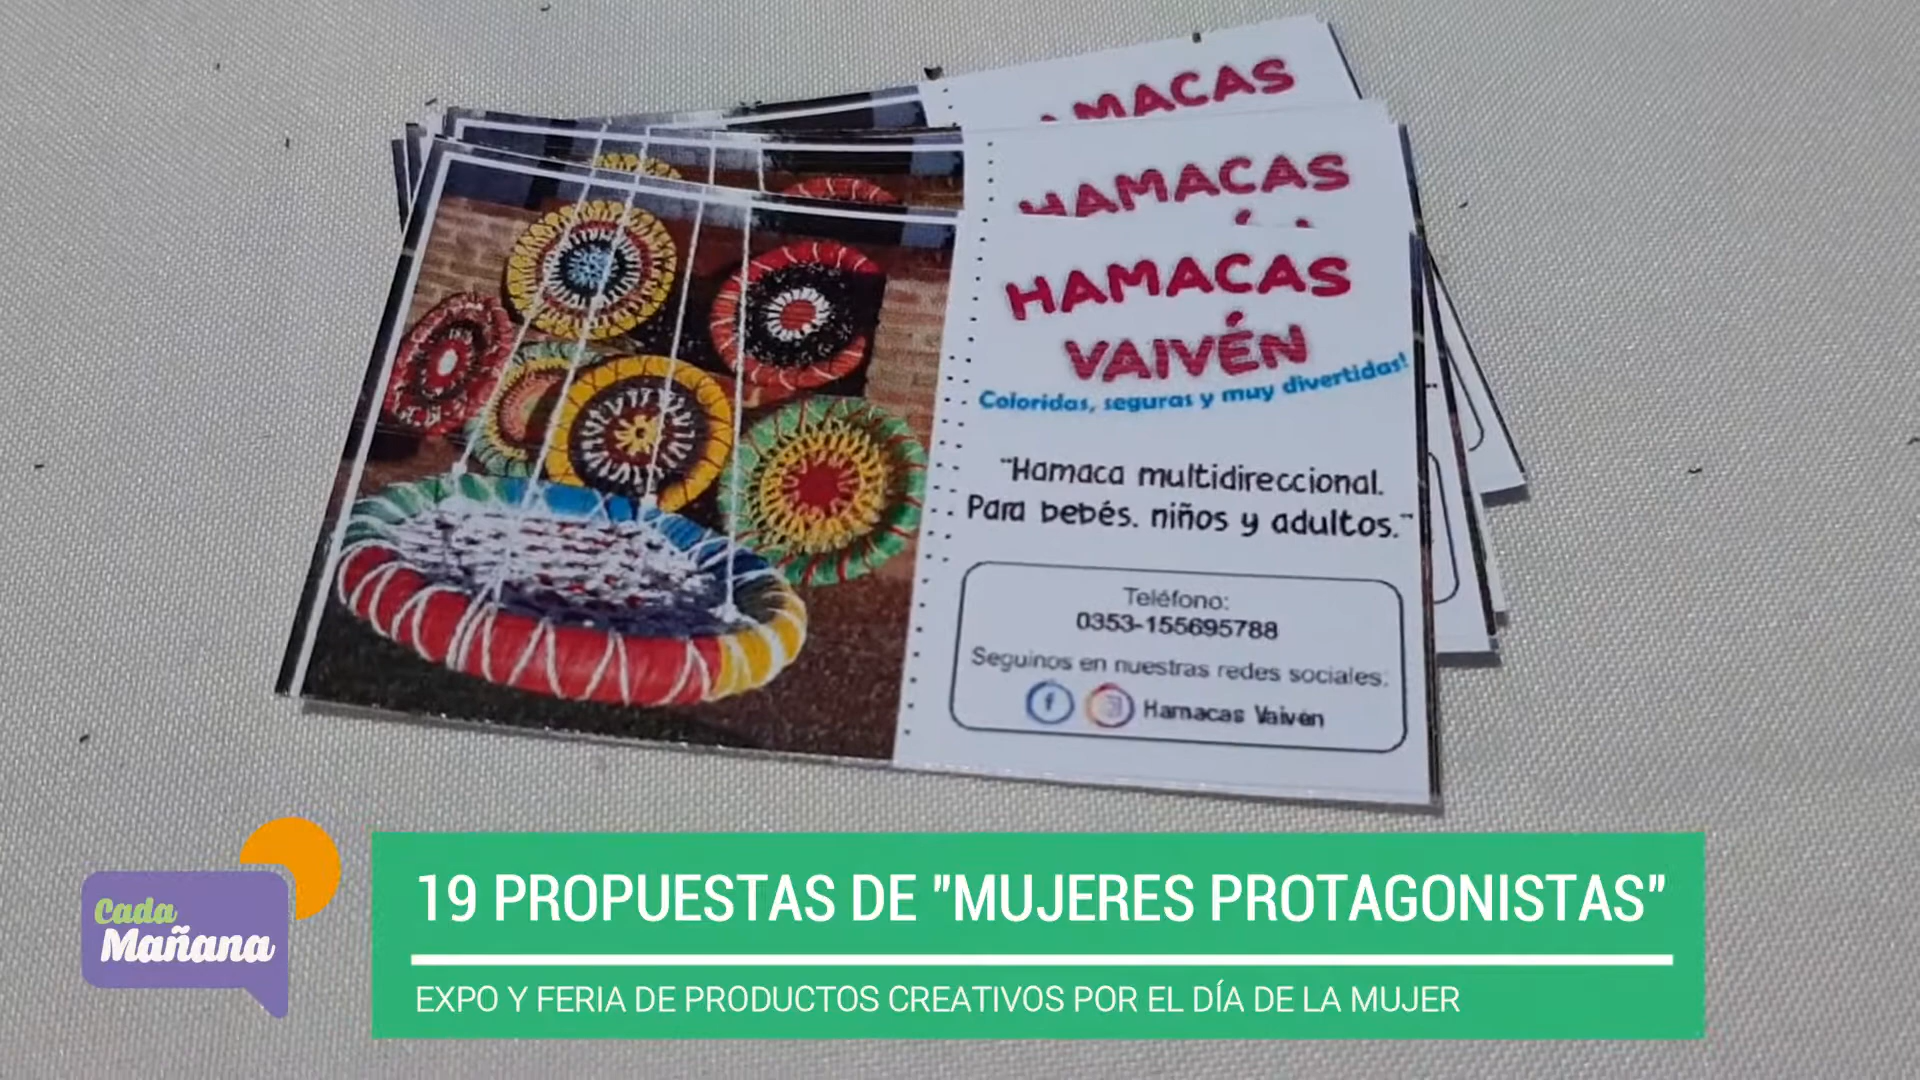 AMACAS
HAMACAS
HAMACAS
VAIVÉN
Coloridas, seguras y muy divertidas!
"Hamaca multidireccional.
Para bebés. niños y adultos."
Teléfono:
0353-155695788
Seguinos en nuestras redes sociales:
f Hamacas Vaivén
Cada
Mañana
19 PROPUESTAS DE "MUJERES PROTAGONISTAS"
EXPO Y FERIA DE PRODUCTOS CREATIVOS POR EL DÍA DE LA MUJER